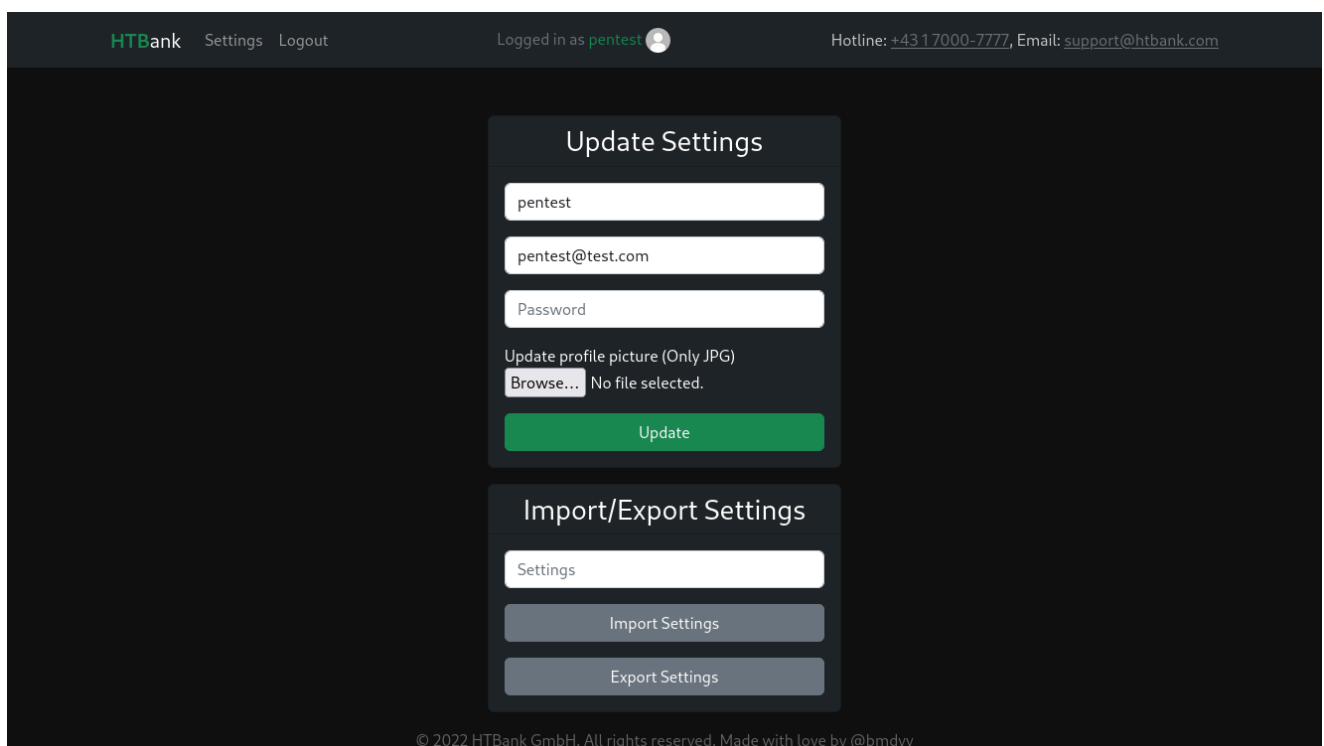 HTBank Settings Logout Logged in as pentest Hotline: +43 1 7000-7777, Email: support@htbank.com
Update Settings
pentest
pentest@test.com
Password
Update profile picture (Only JPG)
Browse... No file selected.
Update
Import/Export Settings
Settings
Import Settings
Export Settings
© 2022 HTBank GmbH. All rights reserved. Made with love by @bmdyy